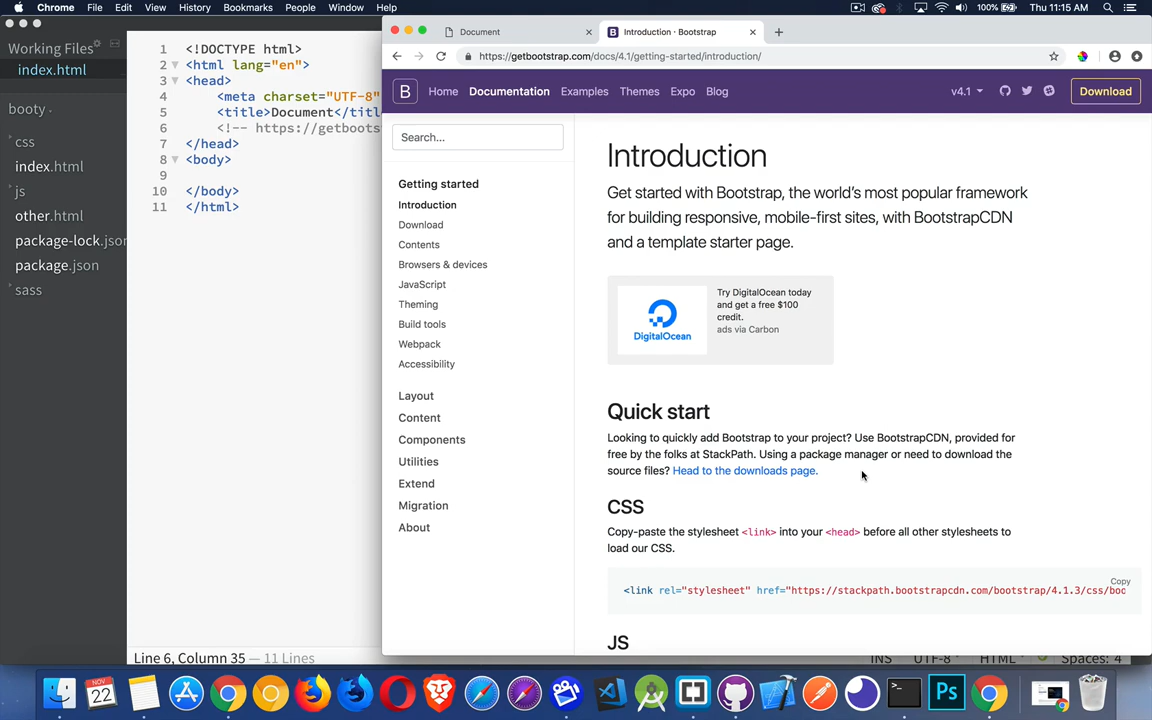 Chrome File Edit View History Bookmarks People Window Help
100% Thu 11:15 AM
Working Files
index.html
booty
css
index.html
js
other.html
package-lock.json
package.json
sass
1 <!DOCTYPE html>
2 <html lang="en">
3 <head>
4 <meta charset="UTF-8"
5 <title>Document</titl
6 <!-- https://getboots
7 </head>
8 <body>
9
10 </body>
11 </html>
Line 6, Column 35 — 11 Lines
INS UTF-8 HTML Spaces: 4
Document
Introduction · Bootstrap
https://getbootstrap.com/docs/4.1/getting-started/introduction/
B Home Documentation Examples Themes Expo Blog v4.1 Download
Search...
Getting started
Introduction
Download
Contents
Browsers & devices
JavaScript
Theming
Build tools
Webpack
Accessibility
Layout
Content
Components
Utilities
Extend
Migration
About
Introduction
Get started with Bootstrap, the world's most popular framework
for building responsive, mobile-first sites, with BootstrapCDN
and a template starter page.
DigitalOcean
Try DigitalOcean today
and get a free $100
credit.
ads via Carbon
Quick start
Looking to quickly add Bootstrap to your project? Use BootstrapCDN, provided for
free by the folks at StackPath. Using a package manager or need to download the
source files? Head to the downloads page.
CSS
Copy-paste the stylesheet <link> into your <head> before all other stylesheets to
load our CSS.
Copy
<link rel="stylesheet" href="https://stackpath.bootstrapcdn.com/bootstrap/4.1.3/css/boo
JS
NOV
22
Ps